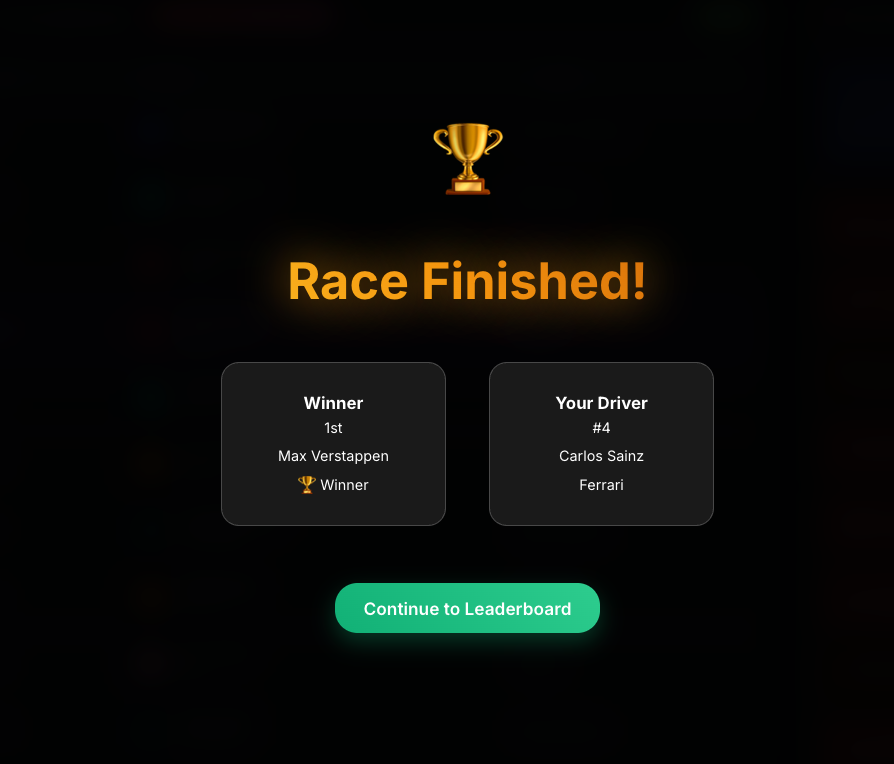 Race Finished!
Winner
1st
Max Verstappen
🏆 Winner
Your Driver
#4
Carlos Sainz
Ferrari
Continue to Leaderboard